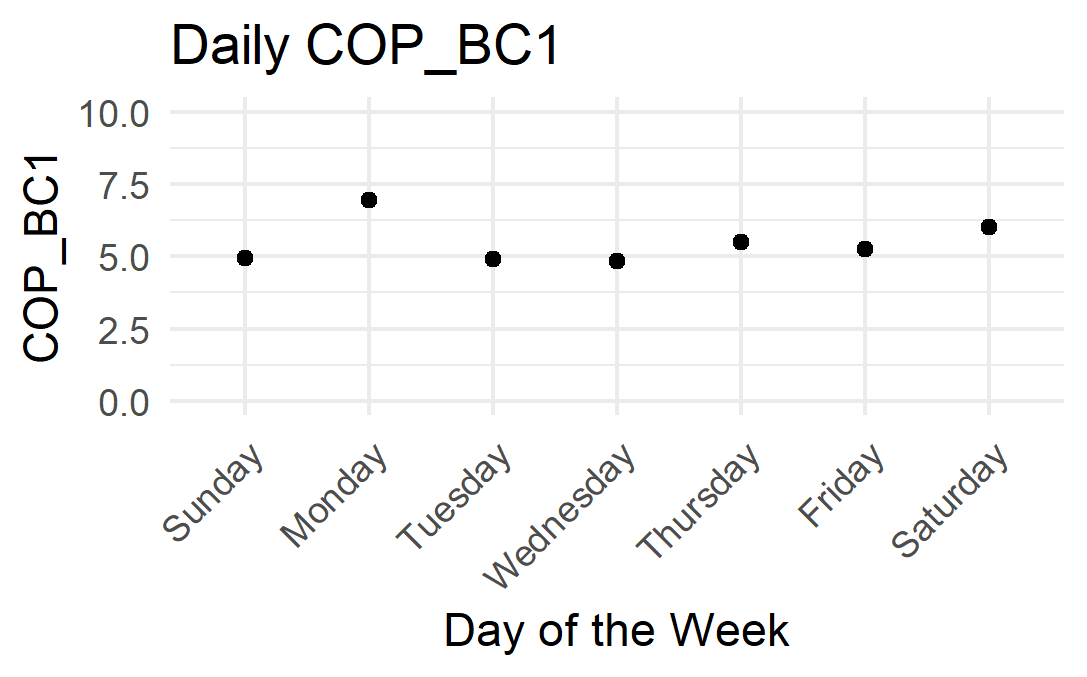 Daily COP_BC1
COP_BC1
10.0
7.5
5.0
2.5
0.0
Sunday
Monday
Tuesday
Wednesday
Thursday
Friday
Saturday
Day of the Week